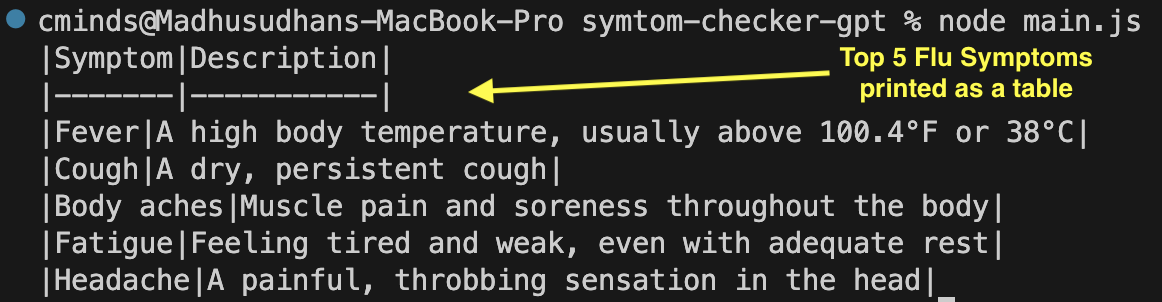 cminds@Madhusudhans-MacBook-Pro symtom-checker-gpt % node main.js
|Symptom|Description|
Top 5 Flu Symptoms
printed as a table
|-------|-----------|
|Fever|A high body temperature, usually above 100.4°F or 38°C|
|Cough|A dry, persistent cough|
|Body aches|Muscle pain and soreness throughout the body|
|Fatigue|Feeling tired and weak, even with adequate rest|
|Headache|A painful, throbbing sensation in the head|